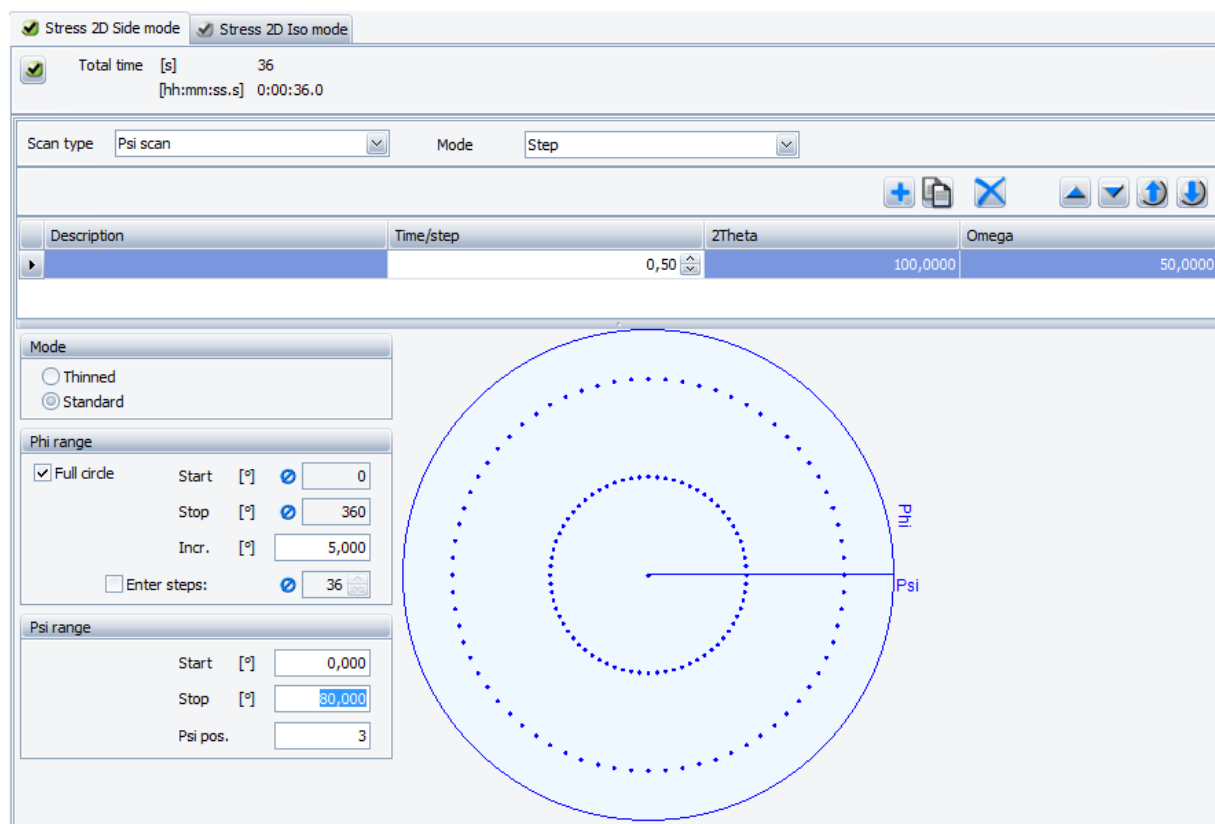 Stress 2D Side mode Stress 2D Iso mode
Total time [s] 36
[hh:mm:ss.s] 0:00:36.0
Scan type Psi scan Mode Step
Description Time/step 2Theta Omega
0,50 100,0000 50,0000
Mode
Thinned
Standard
Phi range
Full circle Start [°] 0
Stop [°] 360
Incr. [°] 5,000
Enter steps: 36
Psi range
Start [°] 0,000
Stop [°] 80,000
Psi pos. 3
Phi
Psi